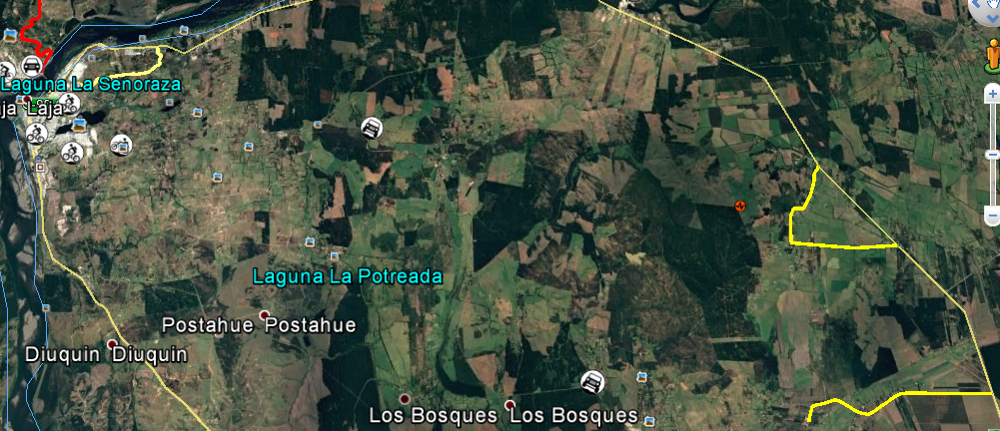 Laguna La Senoraza
ja Laja
Laguna La Potreada
Postahue Postahue
Diuquin Diuquin
Los Bosques Los Bosques